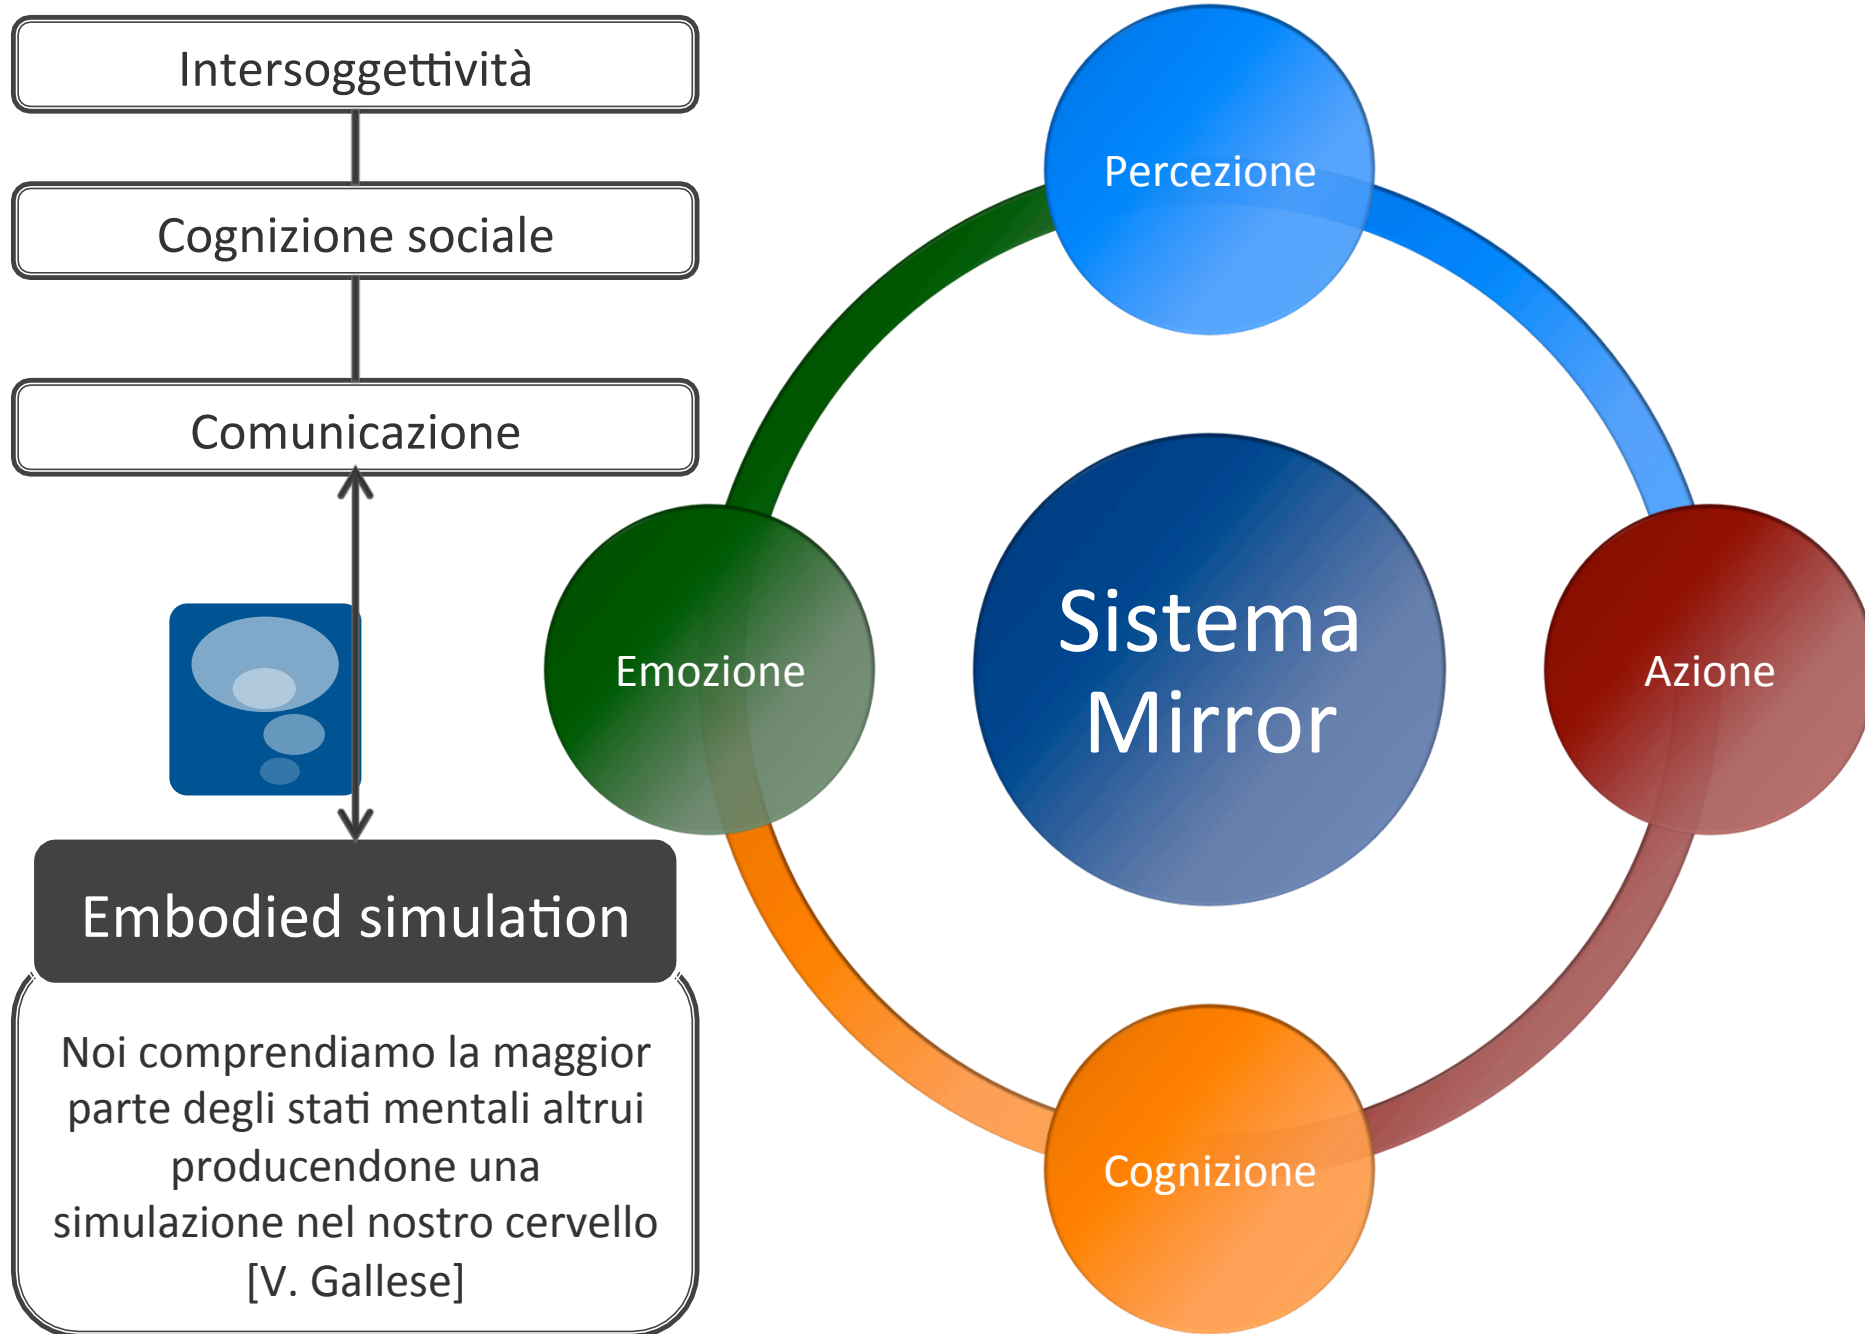 Intersoggettività
Cognizione sociale
Comunicazione
Embodied simulation
Noi comprendiamo la maggior
parte degli stati mentali altrui
producendone una
simulazione nel nostro cervello
[V. Gallese]
Percezione
Emozione
Sistema
Mirror
Azione
Cognizione